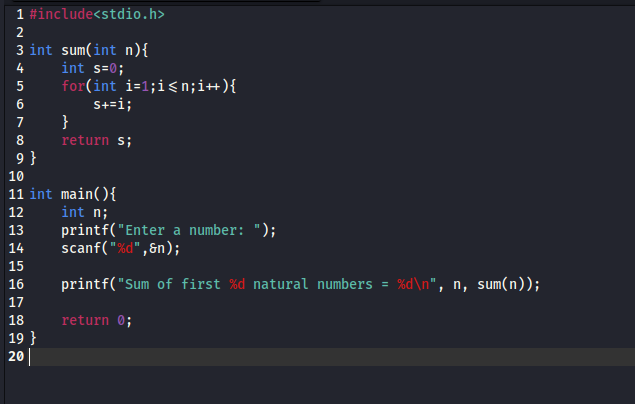 1 #include<stdio.h>
2
3 int sum(int n){
4     int s=0;
5     for(int i=1;i<=n;i++){
6         s+=i;
7     }
8     return s;
9 }
10
11 int main(){
12     int n;
13     printf("Enter a number: ");
14     scanf("%d",&n);
15
16     printf("Sum of first %d natural numbers = %d\n", n, sum(n));
17
18     return 0;
19 }
20